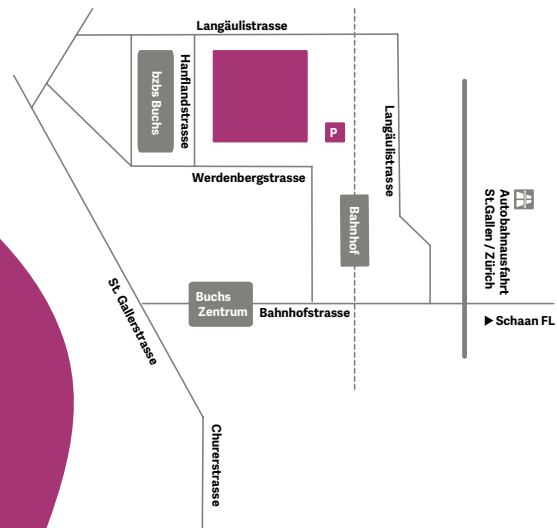 Langäulistrasse
bzbs Buchs
Hanflandstrasse
P
Langäulistrasse
Werdenbergstrasse
Autobahnausfahrt
St.Gallen / Zürich
Bahnhof
St. Gallerstrasse
Buchs
Zentrum
Bahnhofstrasse
▶ Schaan FL
Churerstrasse